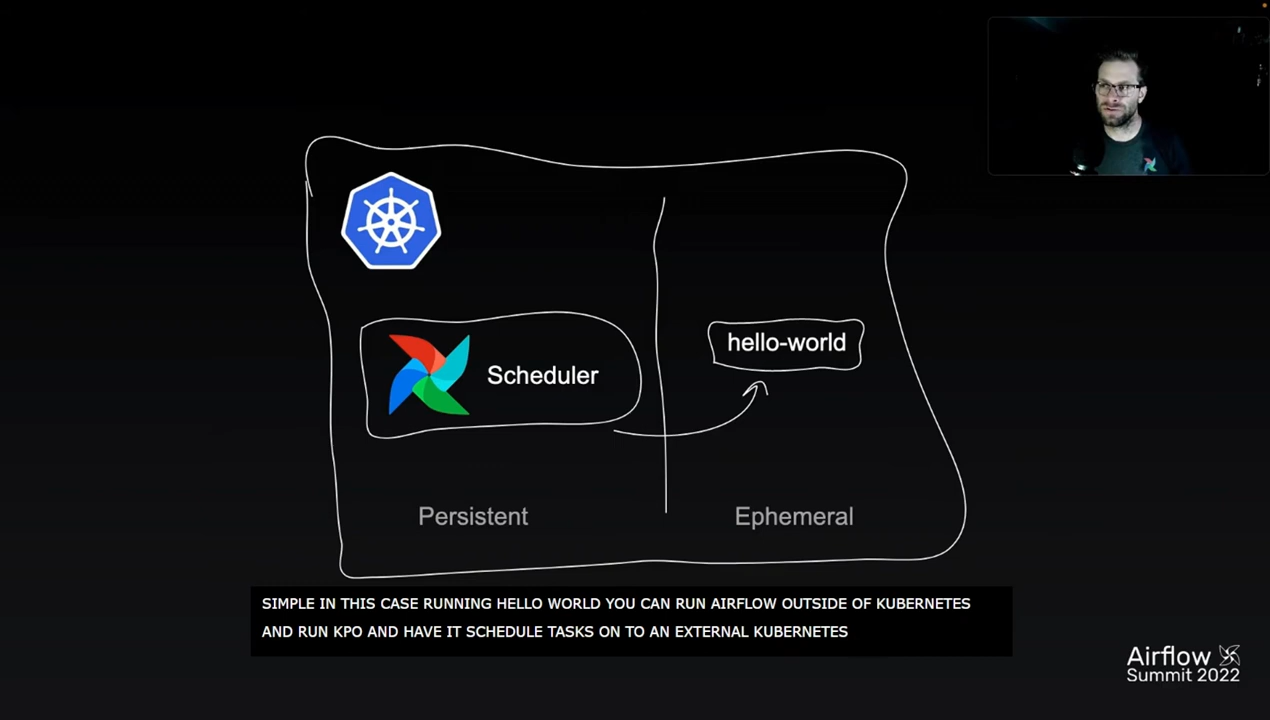 Scheduler
hello-world
Persistent
Ephemeral
SIMPLE IN THIS CASE RUNNING HELLO WORLD YOU CAN RUN AIRFLOW OUTSIDE OF KUBERNETES
AND RUN KPO AND HAVE IT SCHEDULE TASKS ON TO AN EXTERNAL KUBERNETES
Airflow
Summit 2022